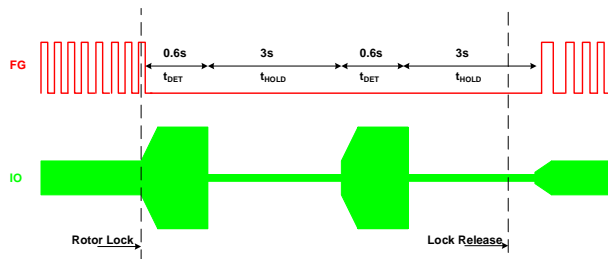 0.6s 3s 0.6s 3s
FG
tDET tHOLD tDET tHOLD
IO
Rotor Lock Lock Release